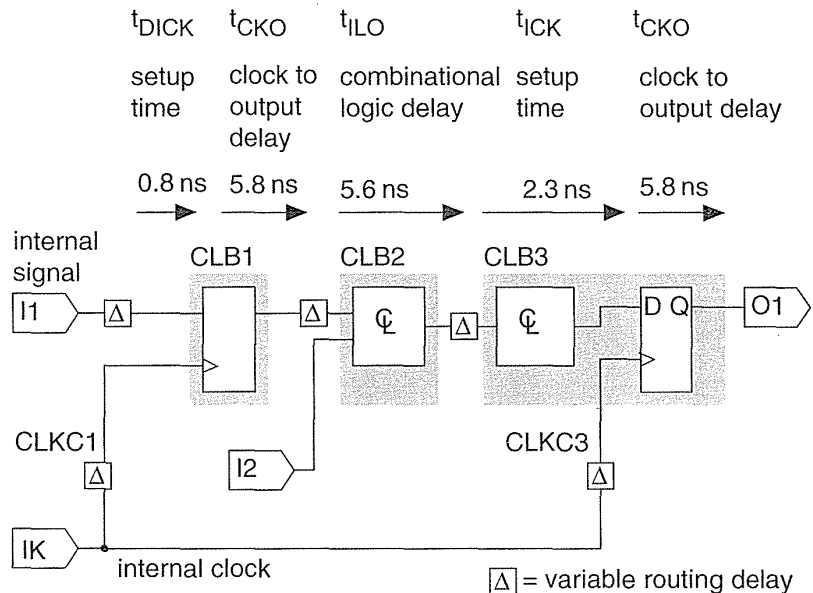 tDICK tCKO tILO tICK tCKO
setup time
clock to output delay
combinational logic delay
setup time
clock to output delay
0.8 ns 5.8 ns 5.6 ns 2.3 ns 5.8 ns
internal signal
CLB1 CLB2 CLB3
I1 Δ Δ CL Δ CL D Q O1
CLKC1 Δ
I2
CLKC3 Δ
IK
internal clock
Δ = variable routing delay